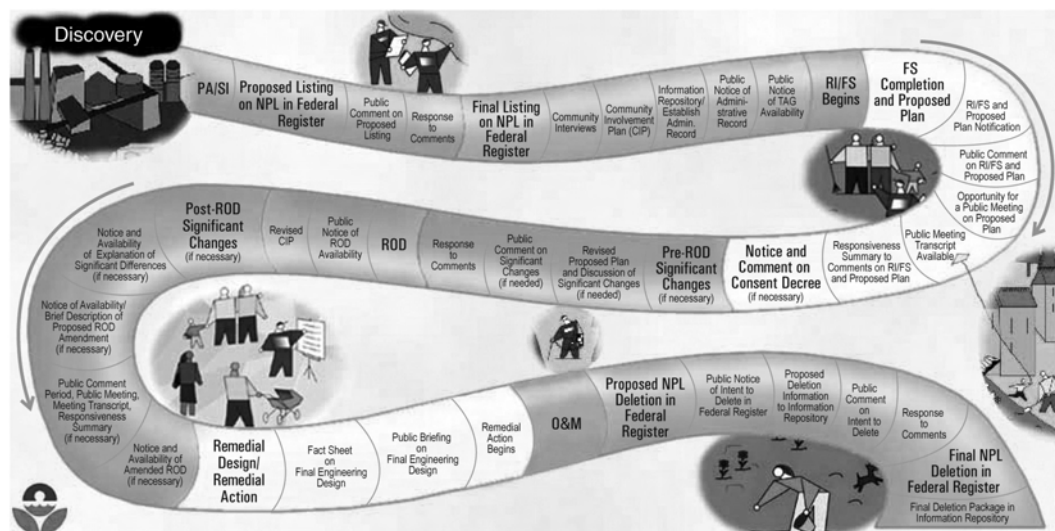 Discovery
PA/SI
Proposed Listing
on NPL in Federal
Register
Public
Comment on
Proposed
Listing
Response
to
Comments
Final Listing
on NPL in
Federal
Register
Community
Interviews
Community
Involvement
Plan (CIP)
Information
Repository/
Establish
Admin.
Record
Public
Notice of
Admini-
strative
Record
Public
Notice
of TAG
Availability
RI/FS
Begins
FS
Completion
and Proposed
Plan
RI/FS and
Proposed
Plan Notification
Public Comment
on RI/FS and
Proposed Plan
Opportunity for
a Public Meeting
on Proposed
Plan
Public Meeting
Transcript
Available
Responsiveness
Summary to
Comments on RI/FS
and Proposed Plan
Notice and
Comment on
Consent Decree
(if necessary)
Pre-ROD
Significant
Changes
(if necessary)
Revised
Proposed Plan
and Discussion of
Significant Changes
(if needed)
Public
Comment on
Significant
Changes
(if needed)
Response
to
Comments
ROD
Public
Notice of
ROD
Availability
Revised
CIP
Post-ROD
Significant
Changes
(if necessary)
Notice and
Availability
of Explanation of
Significant Differences
(if necessary)
Notice of Availability/
Brief Description of
Proposed ROD
Amendment
(if necessary)
Public Comment
Period, Public Meeting,
Meeting Transcript,
Responsiveness
Summary
(if necessary)
Notice and
Availability of
Amended ROD
(if necessary)
Remedial
Design/
Remedial
Action
Fact Sheet
on
Final Engineering
Design
Public Briefing
on
Final Engineering
Design
Remedial
Action
Begins
O&M
Proposed NPL
Deletion in
Federal
Register
Public Notice
of Intent to
Delete in
Federal Register
Proposed
Deletion
Information
to Information
Repository
Public
Comment
on
Intent to
Delete
Response
to
Comments
Final NPL
Deletion in
Federal Register
Final Deletion Package in
Information Repository